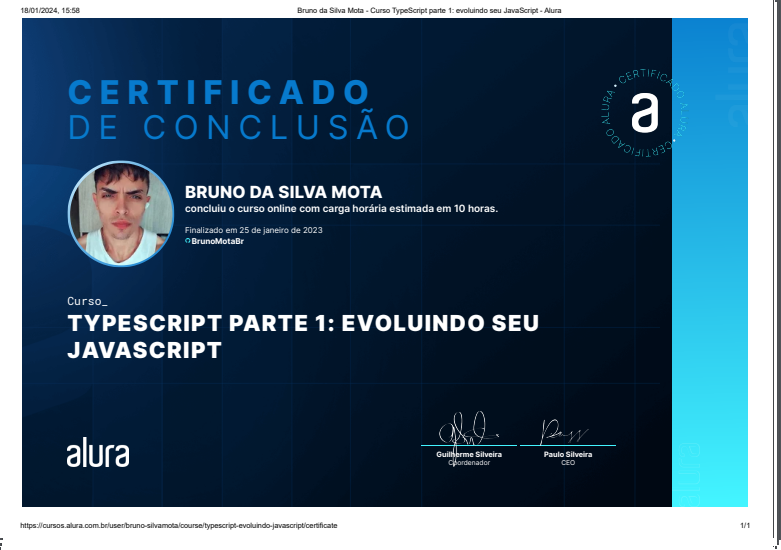 18/01/2024, 15:58
Bruno da Silva Mota - Curso TypeScript parte 1: evoluindo seu JavaScript - Alura
CERTIFICADO
DE CONCLUSÃO
ALURA • CERTIFICADO ALURA • CERTIFICADO
a
BRUNO DA SILVA MOTA
concluiu o curso online com carga horária estimada em 10 horas.
Finalizado em 25 de janeiro de 2023
BrunoMotaBr
Curso_
TYPESCRIPT PARTE 1: EVOLUINDO SEU
JAVASCRIPT
alura
Guilherme Silveira
Coordenador
Paulo Silveira
CEO
alura
alura
https://cursos.alura.com.br/user/bruno-silvamota/course/typescript-evoluindo-javascript/certificate
1/1